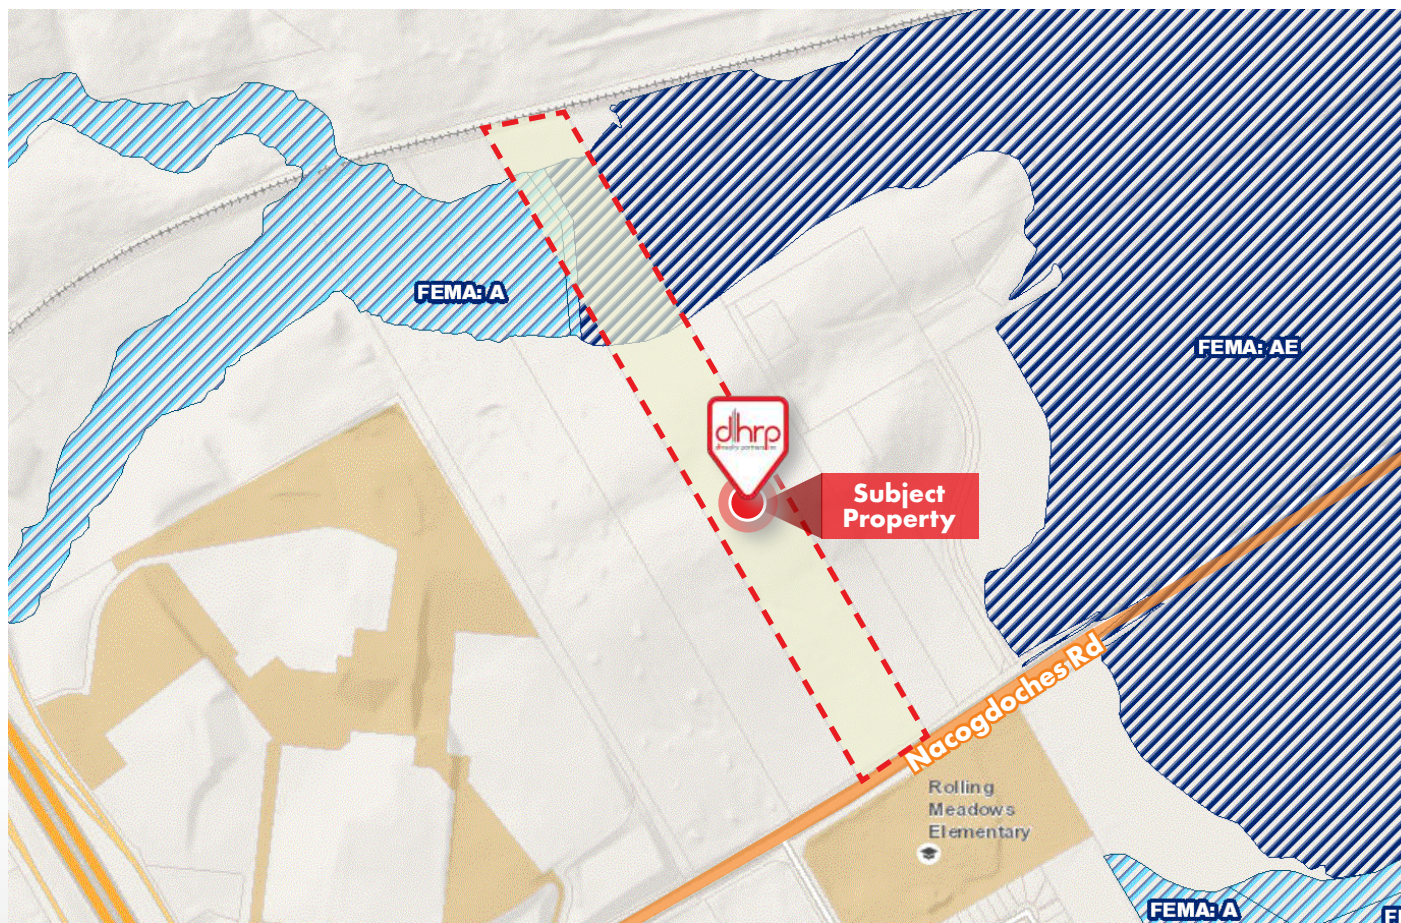 FEMA: A
FEMA: AE
dhrp
Subject
Property
Nacogdoches Rd
Rolling
Meadows
Elementary
FEMA: A
F